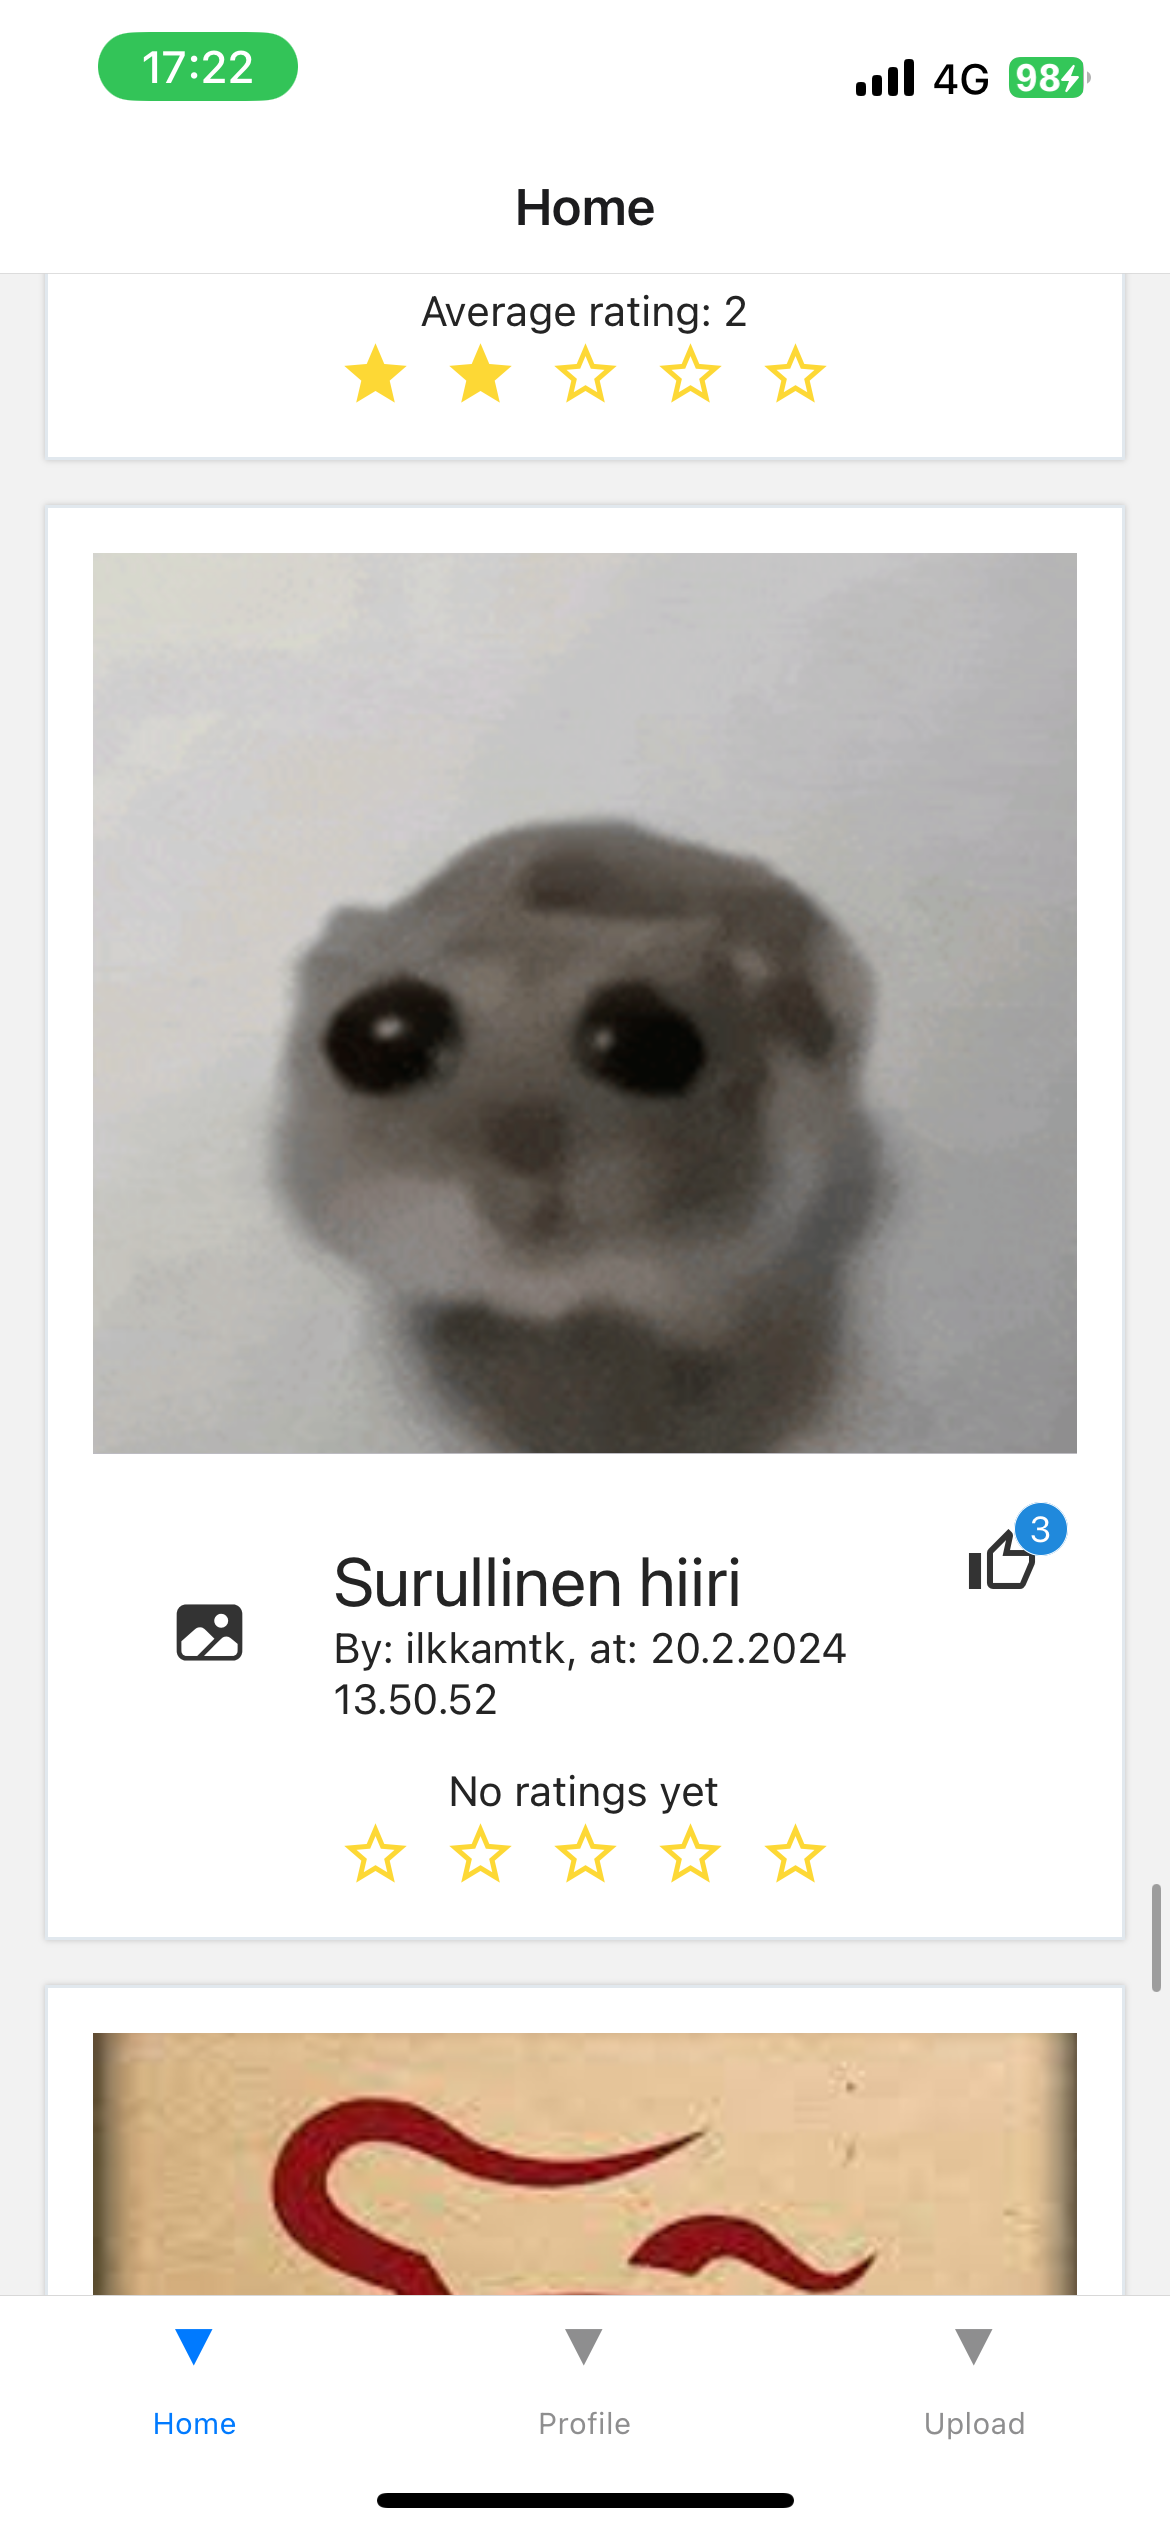 17:22
4G
98
Home
Average rating: 2
3
Surullinen hiiri
By: ilkkamtk, at: 20.2.2024
13.50.52
No ratings yet
Home
Profile
Upload